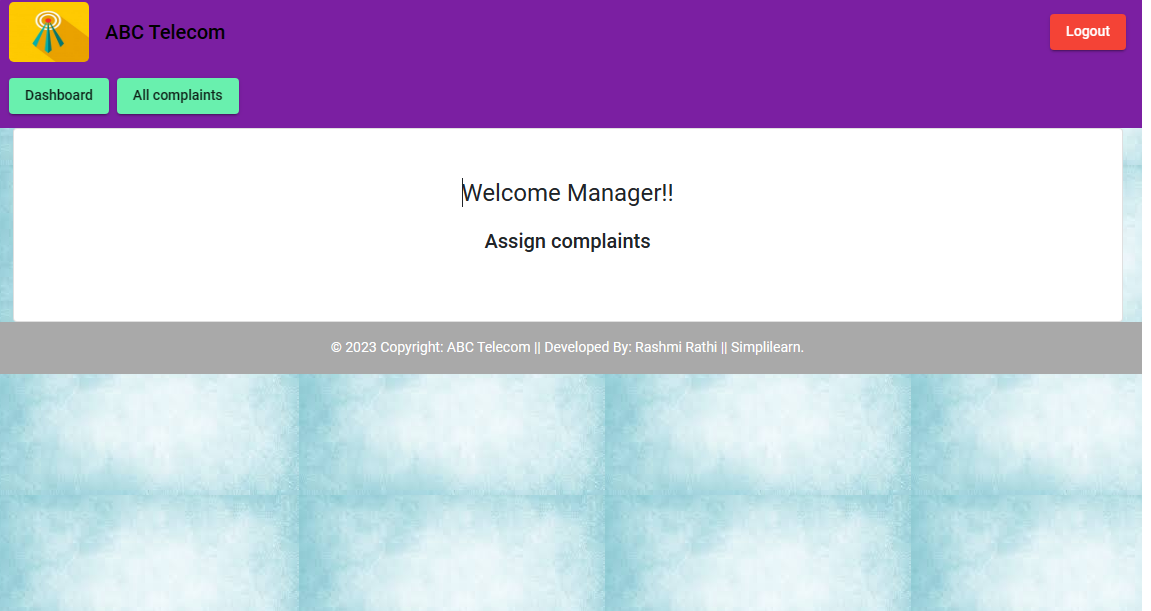 ABC Telecom
Logout
Dashboard
All complaints
Welcome Manager!!
Assign complaints
© 2023 Copyright: ABC Telecom || Developed By: Rashmi Rathi || Simplilearn.